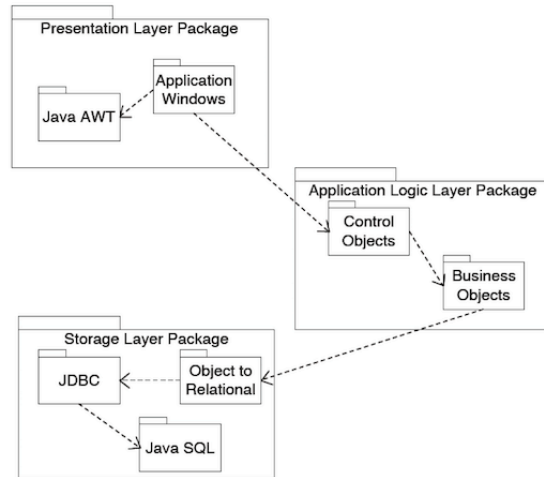 Presentation Layer Package
Application
Windows
Java AWT
Application Logic Layer Package
Control
Objects
Business
Objects
Storage Layer Package
JDBC
Object to
Relational
Java SQL